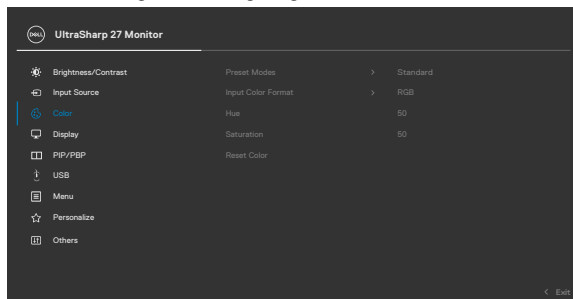 DELL UltraSharp 27 Monitor
Brightness/Contrast Preset Modes > Standard
Input Source Input Color Format > RGB
Color Hue 50
Display Saturation 50
PIP/PBP Reset Color
USB
Menu
Personalize
Others
< Exit